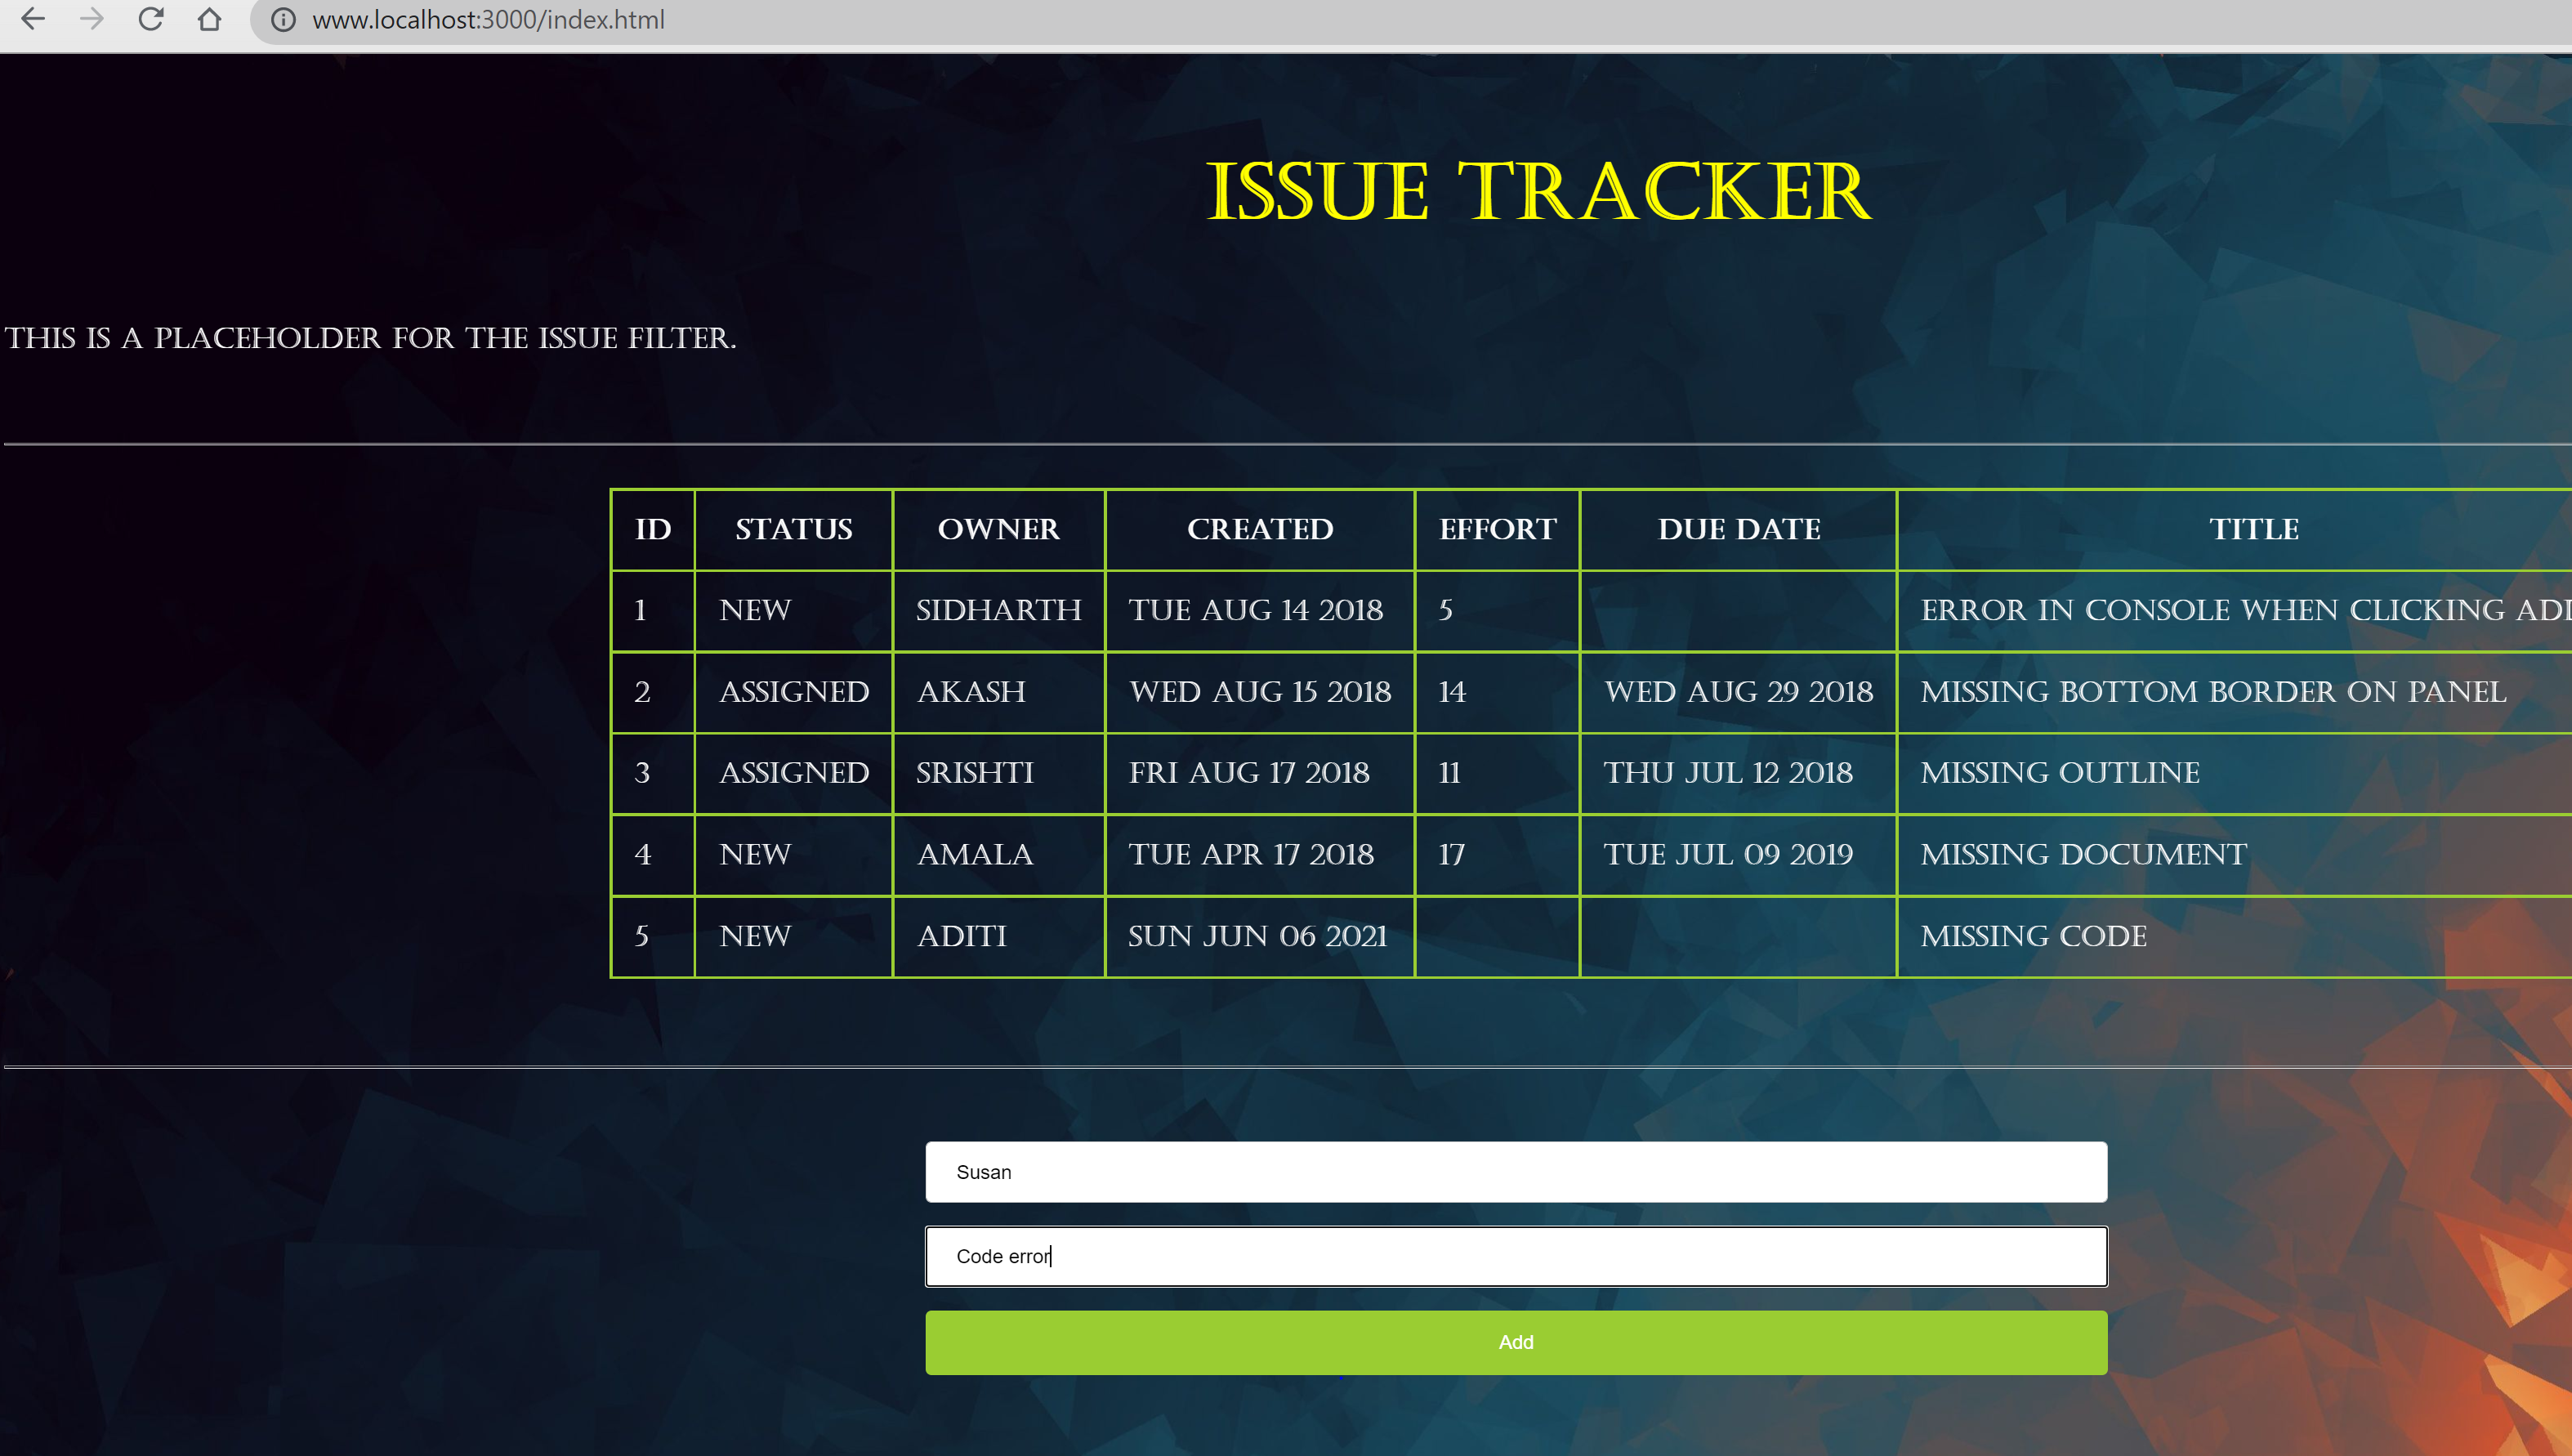 www.localhost:3000/index.html
ISSUE TRACKER
THIS IS A PLACEHOLDER FOR THE ISSUE FILTER.
ID STATUS OWNER CREATED EFFORT DUE DATE TITLE
1 NEW SIDHARTH TUE AUG 14 2018 5 ERROR IN CONSOLE WHEN CLICKING
2 ASSIGNED AKASH WED AUG 15 2018 14 WED AUG 29 2018 MISSING BOTTOM BORDER ON PANEL
3 ASSIGNED SRISHTI FRI AUG 17 2018 11 THU JUL 12 2018 MISSING OUTLINE
4 NEW AMALA TUE APR 17 2018 17 TUE JUL 09 2019 MISSING DOCUMENT
5 NEW ADITI SUN JUN 06 2021 MISSING CODE
Susan
Code error
Add